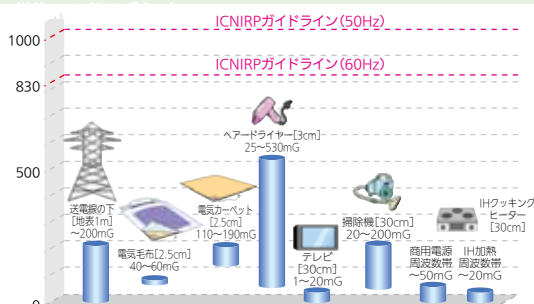 ICNIRPガイドライン(50Hz)
1000
ICNIRPガイドライン(60Hz)
830
ヘアードライヤー[3cm]
25〜530mG
500
送電線の下
[地表1m]
〜200mG
電気毛布[2.5cm]
40〜60mG
電気カーペット
[2.5cm]
110〜190mG
テレビ
[30cm]
1〜20mG
掃除機[30cm]
20〜200mG
IHクッキング
ヒーター
[30cm]
商用電源
周波数帯
〜50mG
IH加熱
周波数帯
〜20mG
0